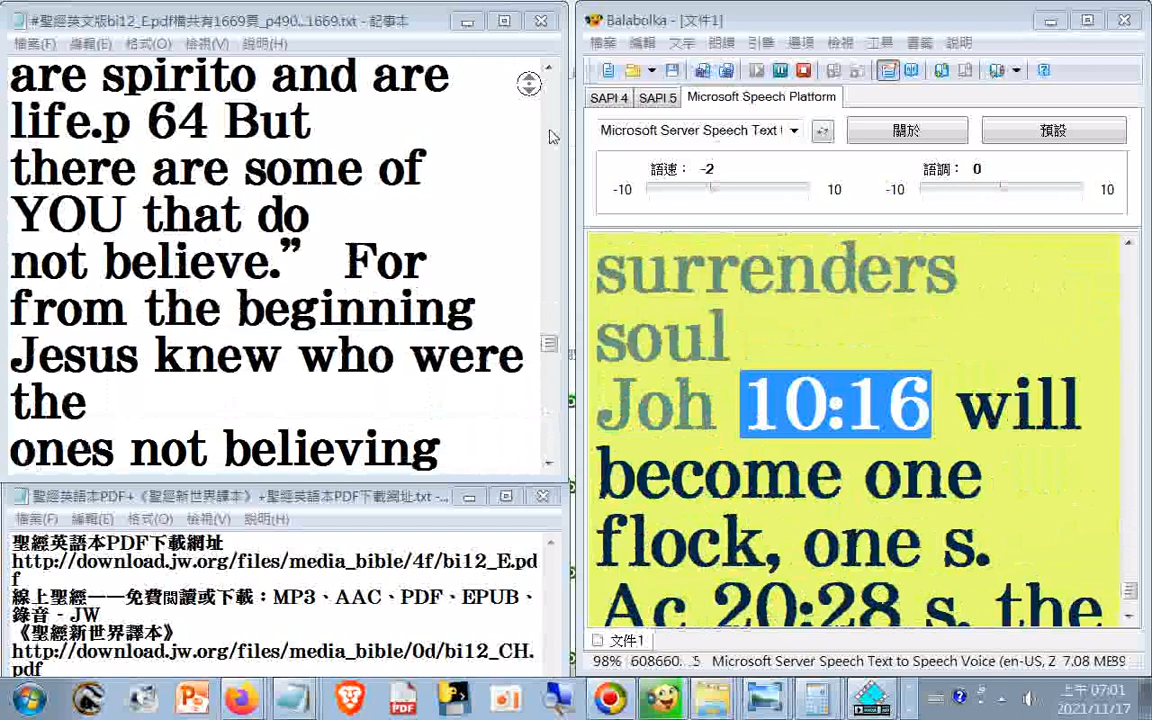 #聖經英文版bi12_E.pdf檔共有1669頁_p490...1669.txt - 記事本
檔案(F) 編輯(E) 格式(O) 檢視(V) 說明(H)
are spirito and are
life.p 64 But
there are some of
YOU that do
not believe.” For
from the beginning
Jesus knew who were
the
ones not believing
聖經英語本PDF+《聖經新世界譯本》+聖經英語本PDF下載網址.txt -...
檔案(F) 編輯(E) 格式(O) 檢視(V) 說明(H)
聖經英語本PDF下載網址
http://download.jw.org/files/media_bible/4f/bi12_E.pd
f
線上聖經——免費閱讀或下載：MP3、AAC、PDF、EPUB、
錄音 - JW
《聖經新世界譯本》
http://download.jw.org/files/media_bible/0d/bi12_CH.
pdf
Balabolka - [文件1]
檔案 編輯 文字 朗讀 引擎 選項 檢視 工具 書籤 說明
SAPI 4 SAPI 5 Microsoft Speech Platform
Microsoft Server Speech Text 關於 預設
語速： -2 語調： 0
-10 10 -10 10
surrenders
soul
Joh 10:16 will
become one
flock, one s.
Ac 20:28 s. the
文件1
98% 608660. Microsoft Server Speech Text to Speech Voice (en-US, Z 7.08 MB
上午 07:01
2021/11/17